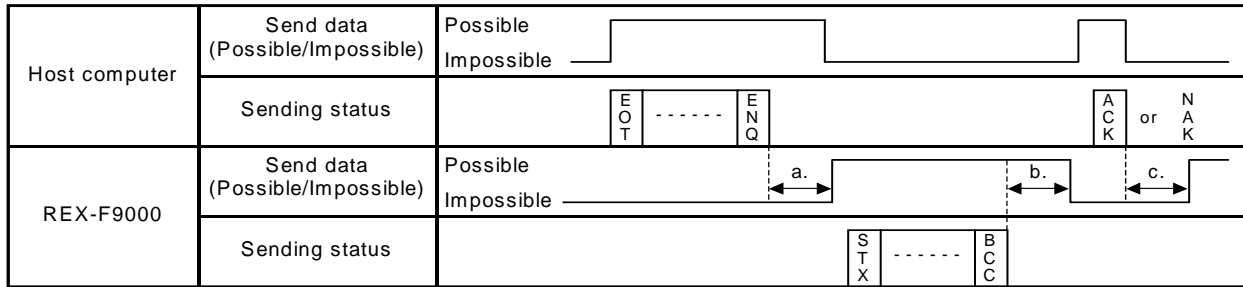 Host computer
Send data
(Possible/Impossible)
Possible
Impossible
Sending status
EOT - - - - - - ENQ
ACK or NAK
REX-F9000
Send data
(Possible/Impossible)
Possible
Impossible
a.
b.
c.
Sending status
STX - - - - - - BCC